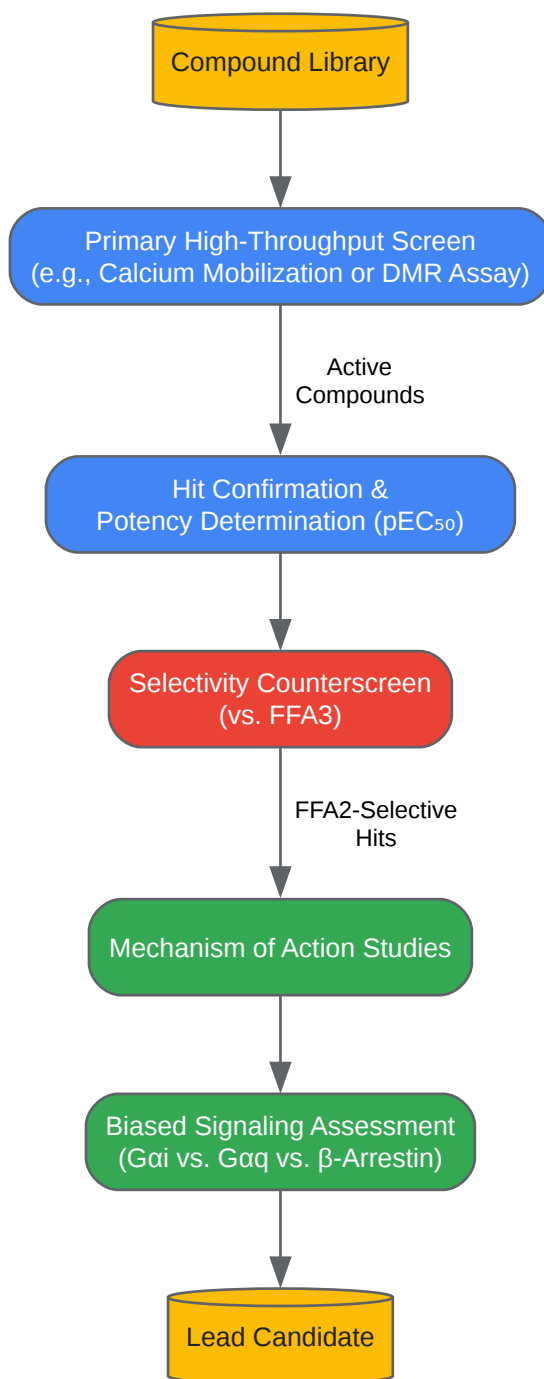 Compound Library
Primary High-Throughput Screen
(e.g., Calcium Mobilization or DMR Assay)
Active
Compounds
Hit Confirmation &
Potency Determination (pEC₅₀)
Selectivity Counterscreen
(vs. FFA3)
FFA2-Selective
Hits
Mechanism of Action Studies
Biased Signaling Assessment
(Gαi vs. Gαq vs. β-Arrestin)
Lead Candidate